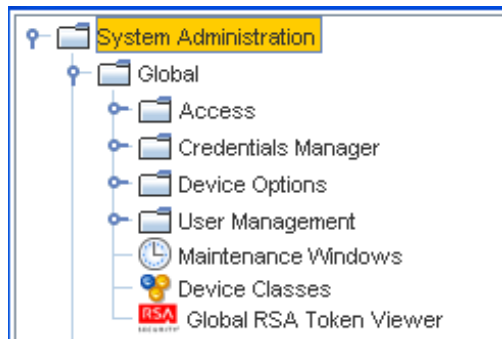 System Administration
Global
Access
Credentials Manager
Device Options
User Management
Maintenance Windows
Device Classes
RSA SECURITY Global RSA Token Viewer